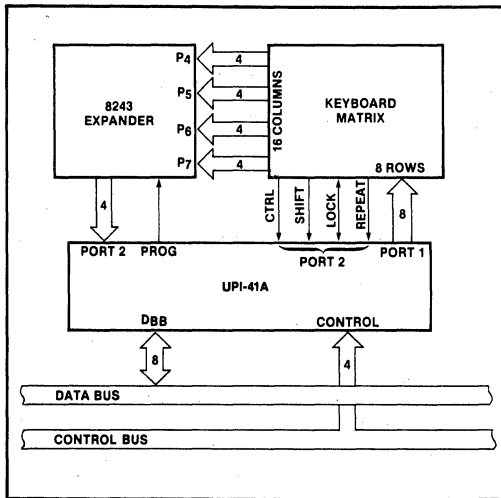 8243
EXPANDER
P4
P5
P6
P7
4
4
4
4
16 COLUMNS
KEYBOARD
MATRIX
8 ROWS
4
CTRL
SHIFT
LOCK
REPEAT
8
PORT 2
PROG
PORT 2
PORT 1
UPI-41A
DBB
CONTROL
8
4
DATA BUS
CONTROL BUS